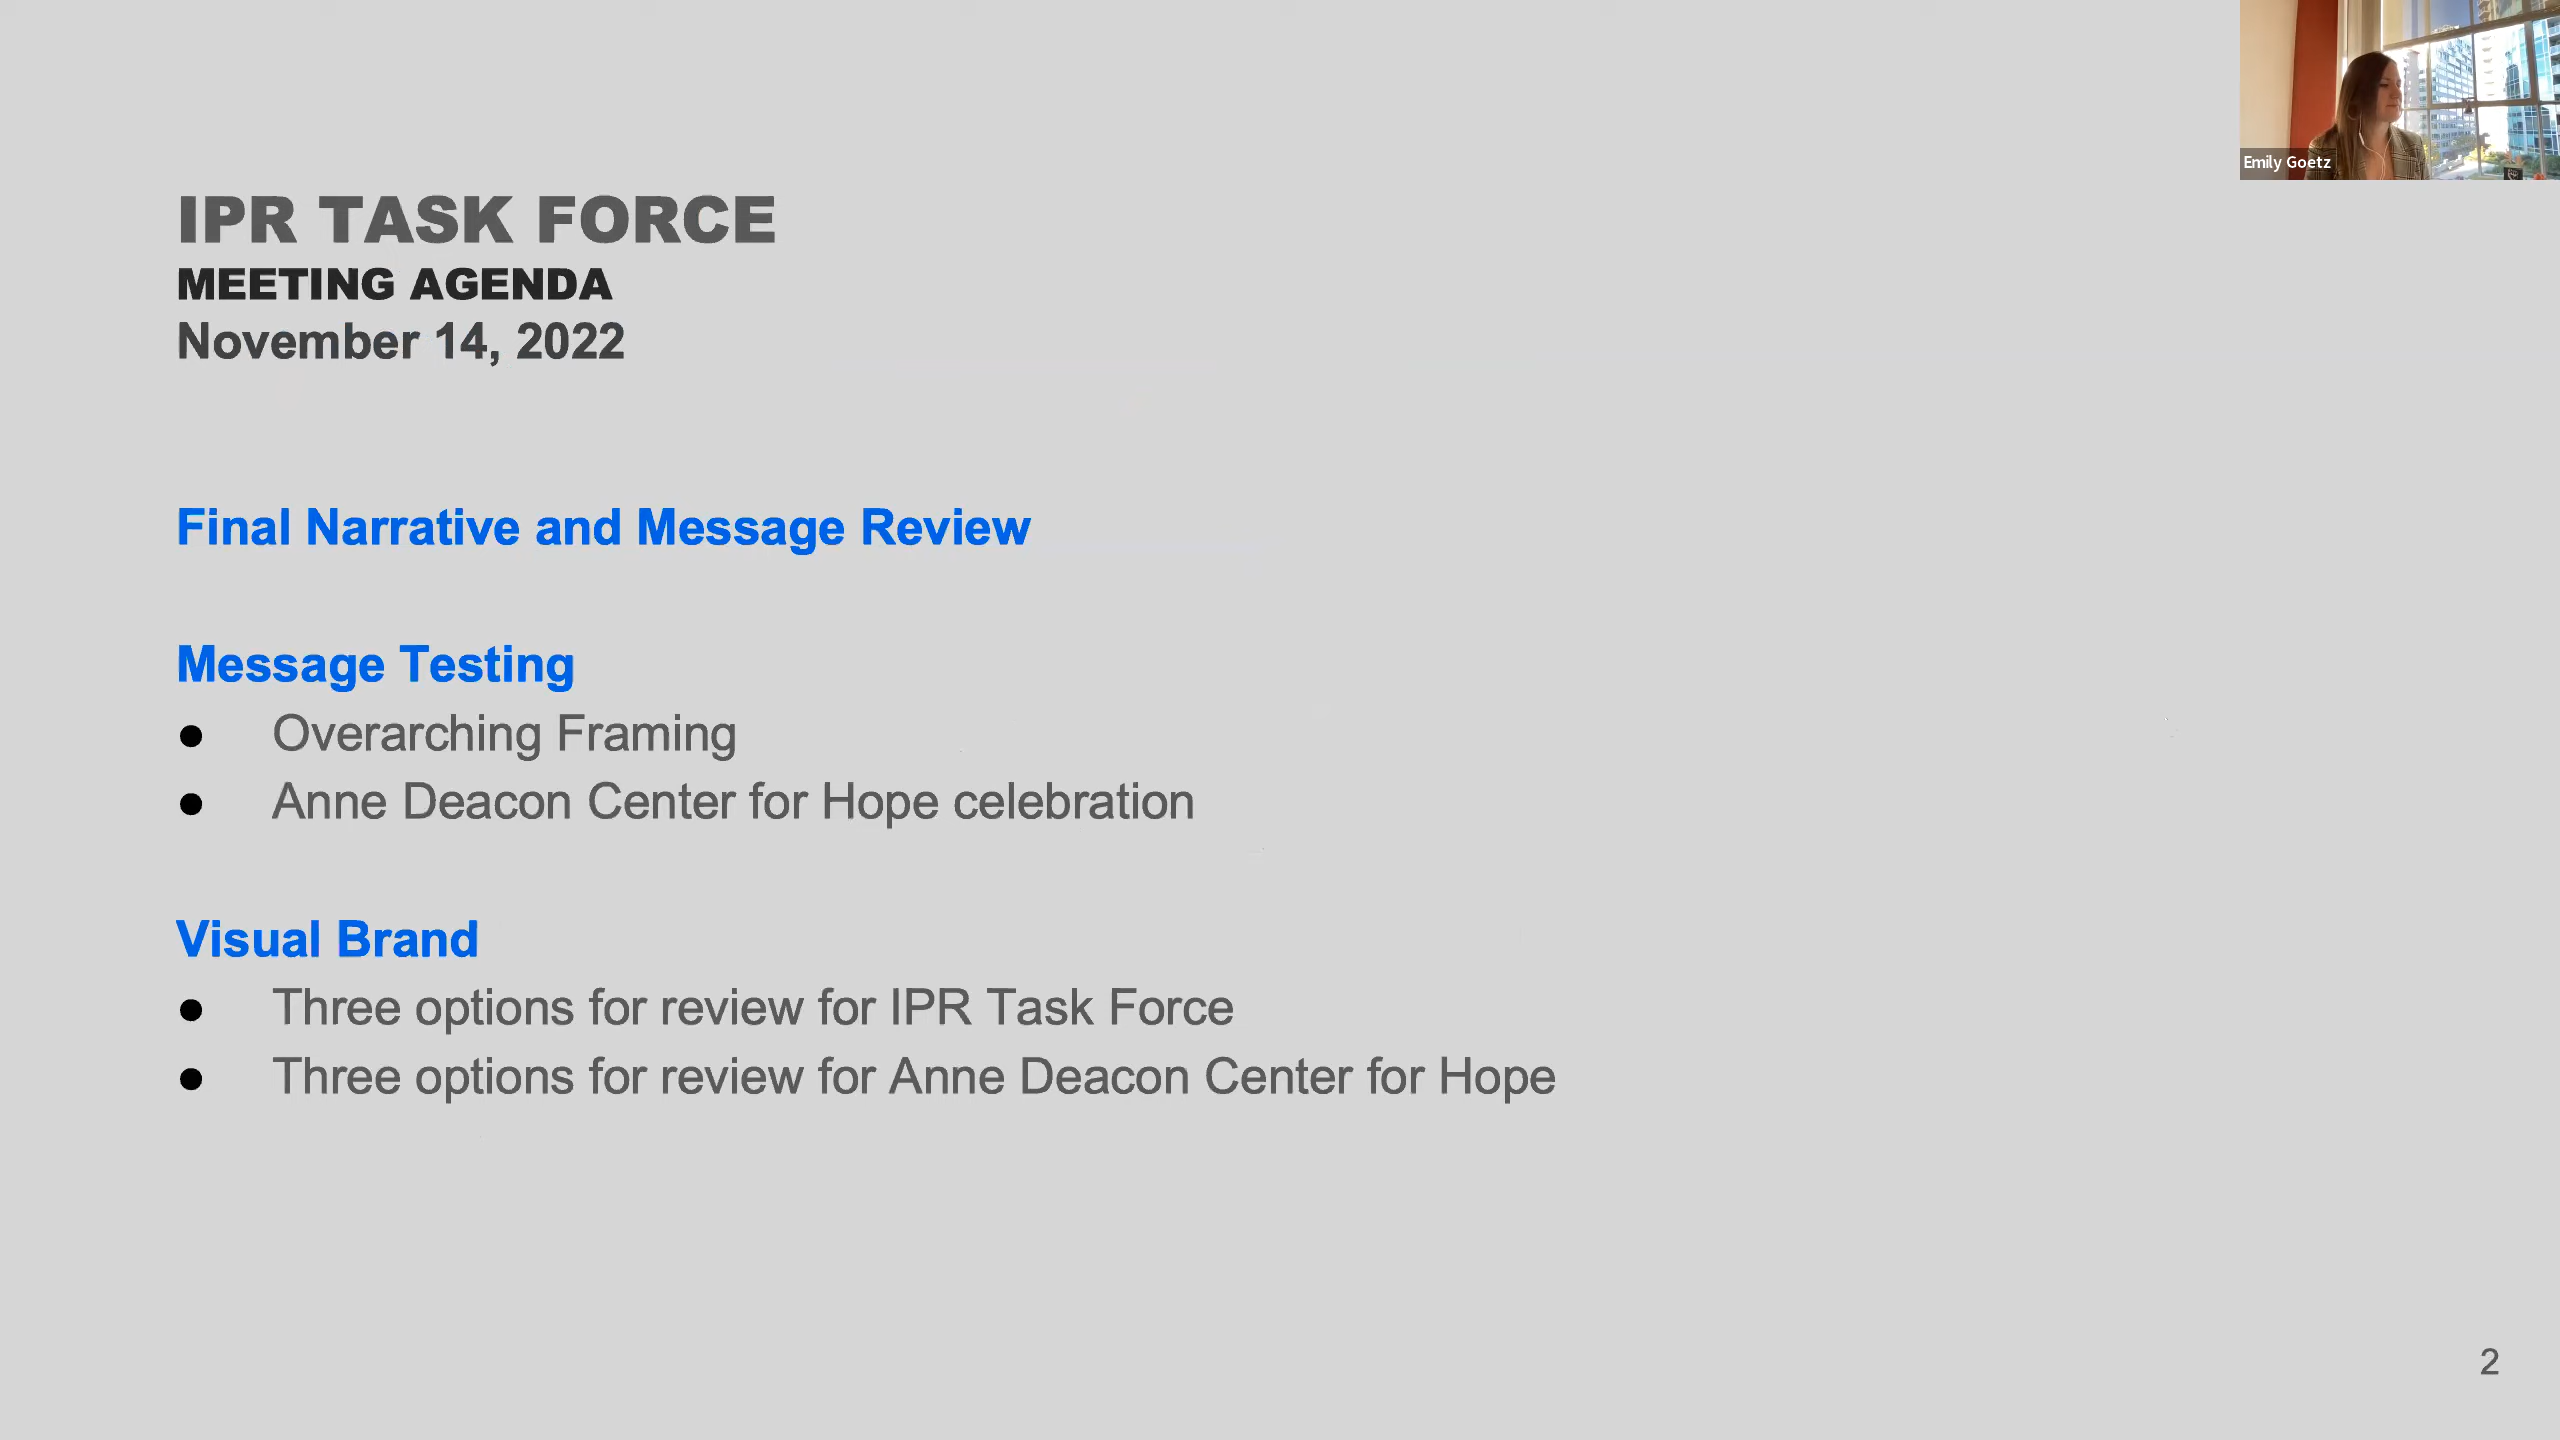 Emily Goetz
IPR TASK FORCE
MEETING AGENDA
November 14, 2022
Final Narrative and Message Review
Message Testing
● Overarching Framing
● Anne Deacon Center for Hope celebration
Visual Brand
● Three options for review for IPR Task Force
● Three options for review for Anne Deacon Center for Hope
2